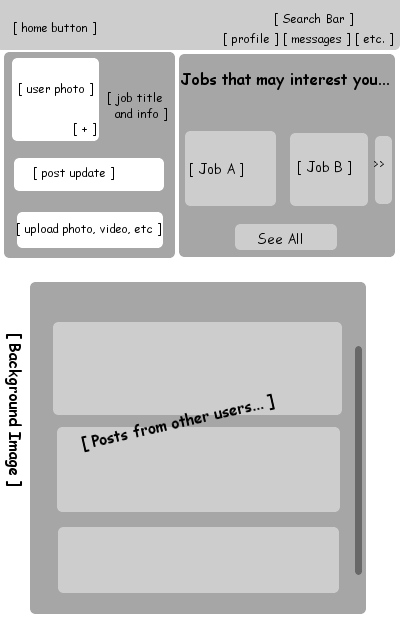 [ home button ]
[ Search Bar ]
[ profile ] [ messages ] [ etc. ]
[ user photo ]
[ + ]
[ job title
and info ]
[ post update ]
[ upload photo, video, etc ]
Jobs that may interest you...
[ Job A ]
[ Job B ]
>>
See All
[ Background Image ]
[ Posts from other users... ]